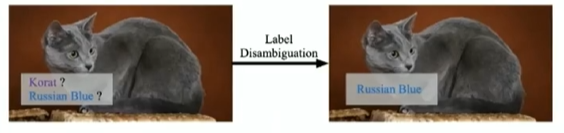 Korat ?
Russian Blue ?
Label
Disambiguation
Russian Blue